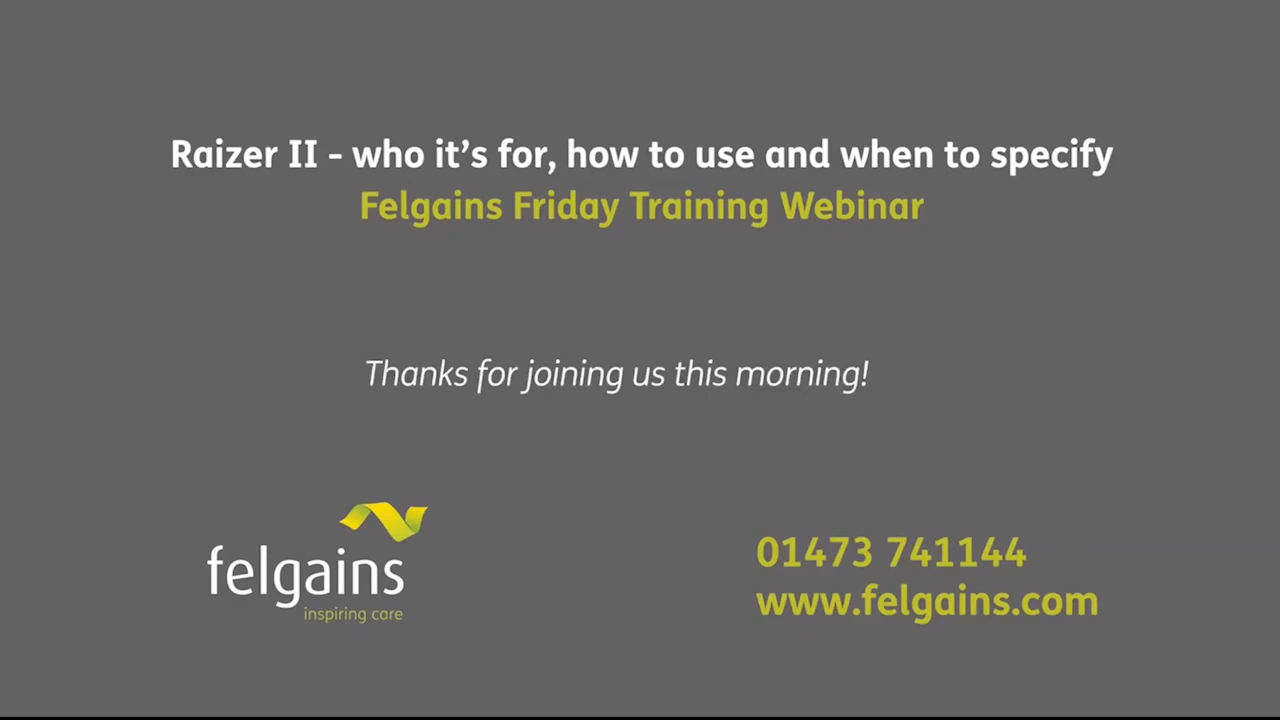 Raizer II - who it's for, how to use and when to specify
Felgains Friday Training Webinar
Thanks for joining us this morning!
felgains
inspiring care
01473 741144
www.felgains.com